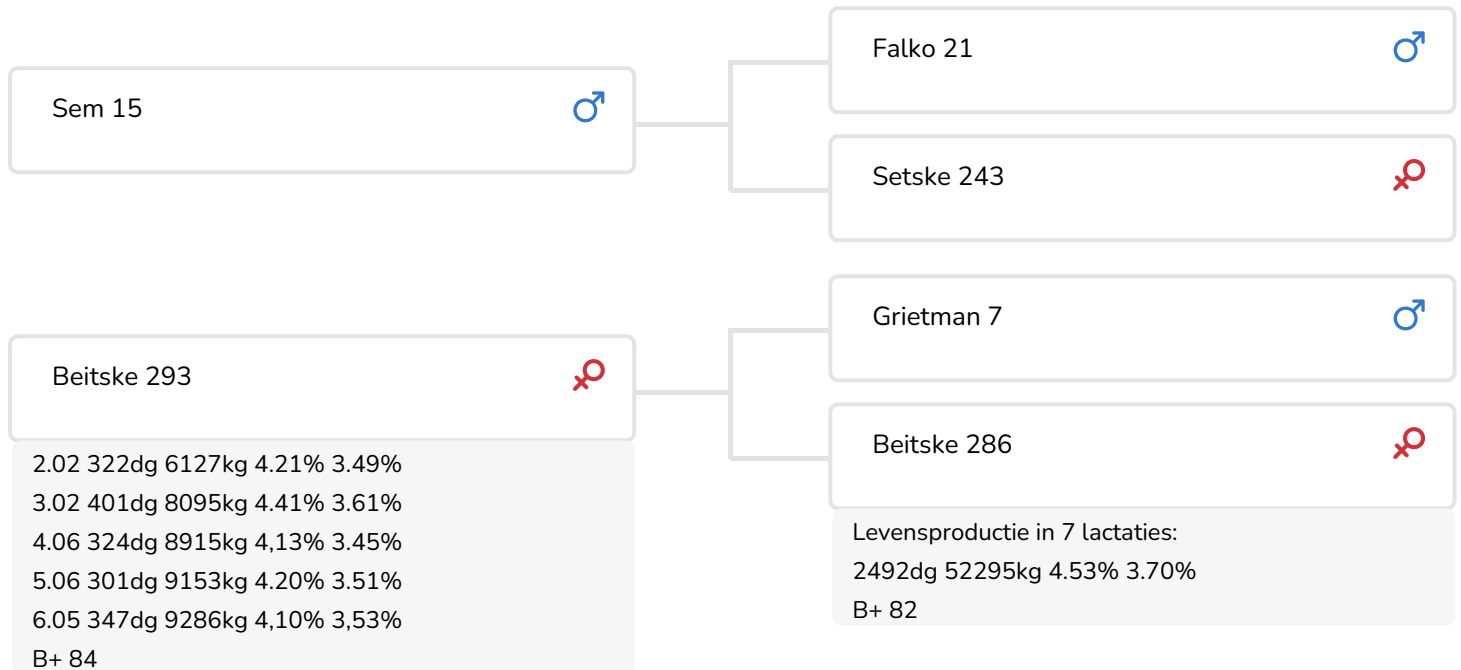 Sem 15
Falko 21
Setske 243
Beitske 293
2.02 322dg 6127kg 4.21% 3.49%
3.02 401dg 8095kg 4.41% 3.61%
4.06 324dg 8915kg 4,13% 3.45%
5.06 301dg 9153kg 4.20% 3.51%
6.05 347dg 9286kg 4,10% 3,53%
B+ 84
Grietman 7
Beitske 286
Levensproductie in 7 lactaties:
2492dg 52295kg 4.53% 3.70%
B+ 82